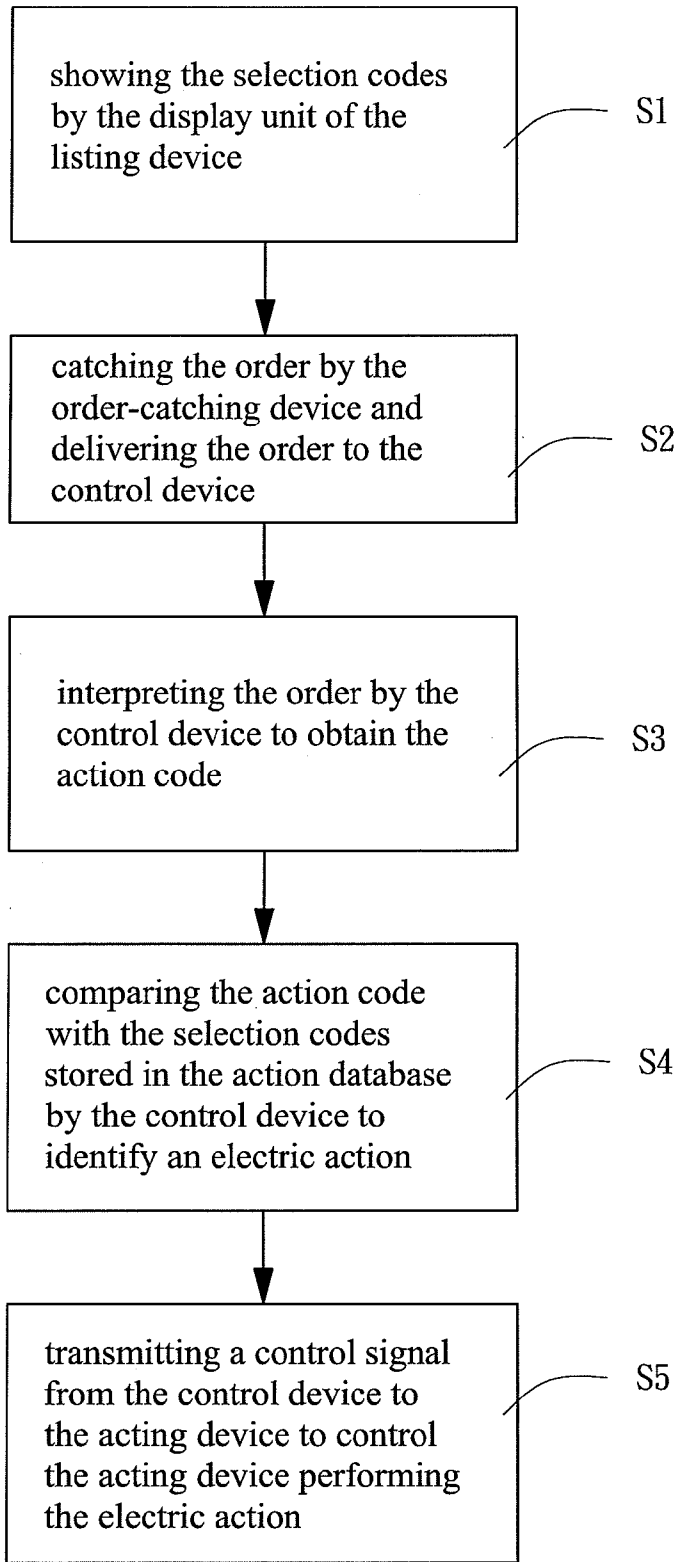 showing the selection codes
by the display unit of the
listing device
S1
catching the order by the
order-catching device and
delivering the order to the
control device
S2
interpreting the order by the
control device to obtain the
action code
S3
comparing the action code
with the selection codes
stored in the action database
by the control device to
identify an electric action
S4
transmitting a control signal
from the control device to
the acting device to control
the acting device performing
the electric action
S5